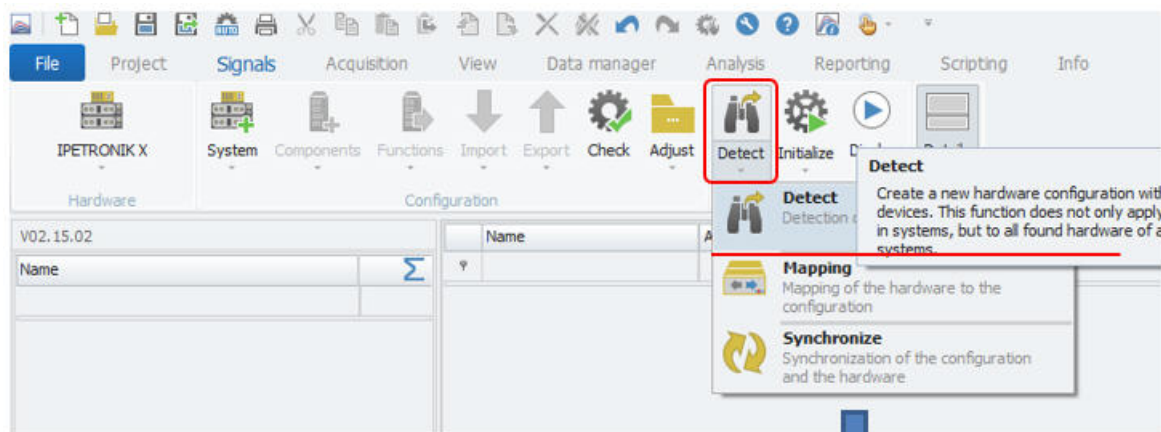 AUTO
File Project Signals Acquisition View Data manager Analysis Reporting Scripting Info
IPETRONIK X System Components Functions Import Export Check Adjust Detect Initialize
Hardware Configuration
Detect
Create a new hardware configuration with
devices. This function does not only apply
in systems, but to all found hardware of a
systems.
Detect
Detection
V02.15.02
Name Σ Name
Mapping
Mapping of the hardware to the
configuration
Synchronize
Synchronization of the configuration
and the hardware